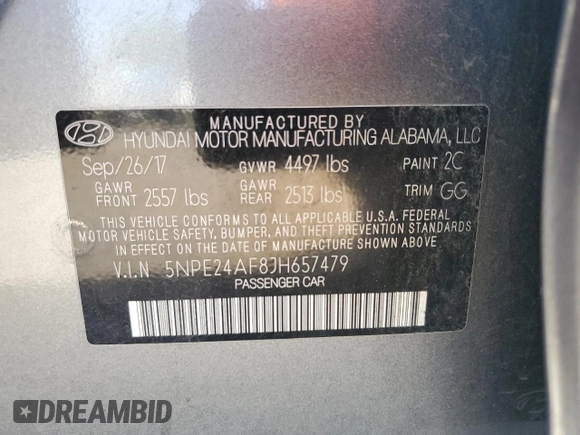 MANUFACTURED BY
HYUNDAI MOTOR MANUFACTURING ALABAMA, LLC
Sep/26/17 GVWR 4497 lbs PAINT 2C
GAWR FRONT 2557 lbs GAWR REAR 2513 lbs TRIM GG
THIS VEHICLE CONFORMS TO ALL APPLICABLE U.S.A. FEDERAL
MOTOR VEHICLE SAFETY, BUMPER, AND THEFT PREVENTION STANDARDS
IN EFFECT ON THE DATE OF MANUFACTURE SHOWN ABOVE.
V.I.N 5NPE24AF8JH657479
PASSENGER CAR
DREAMBID